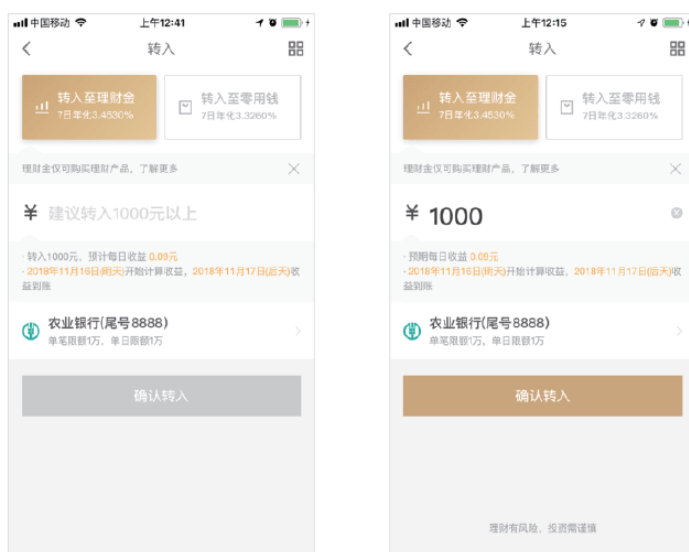 中国移动
上午12:41
转入
转入至理财金
7日年化3.4530%
转入至零用钱
7日年化3.3260%
理财金仅可购买理财产品，了解更多
¥ 建议转入1000元以上
· 转入1000元，预计每日收益 0.09元
· 2018年11月16日(明天)开始计算收益，2018年11月17日(后天)收
益到账
农业银行(尾号8888)
单笔限额1万，单日限额1万
确认转入
中国移动
上午12:15
转入
转入至理财金
7日年化3.4530%
转入至零用钱
7日年化3.3260%
理财金仅可购买理财产品，了解更多
¥ 1000
· 预期每日收益 0.09元
· 2018年11月16日(明天)开始计算收益，2018年11月17日(后天)收
益到账
农业银行(尾号8888)
单笔限额1万，单日限额1万
确认转入
理财有风险，投资需谨慎